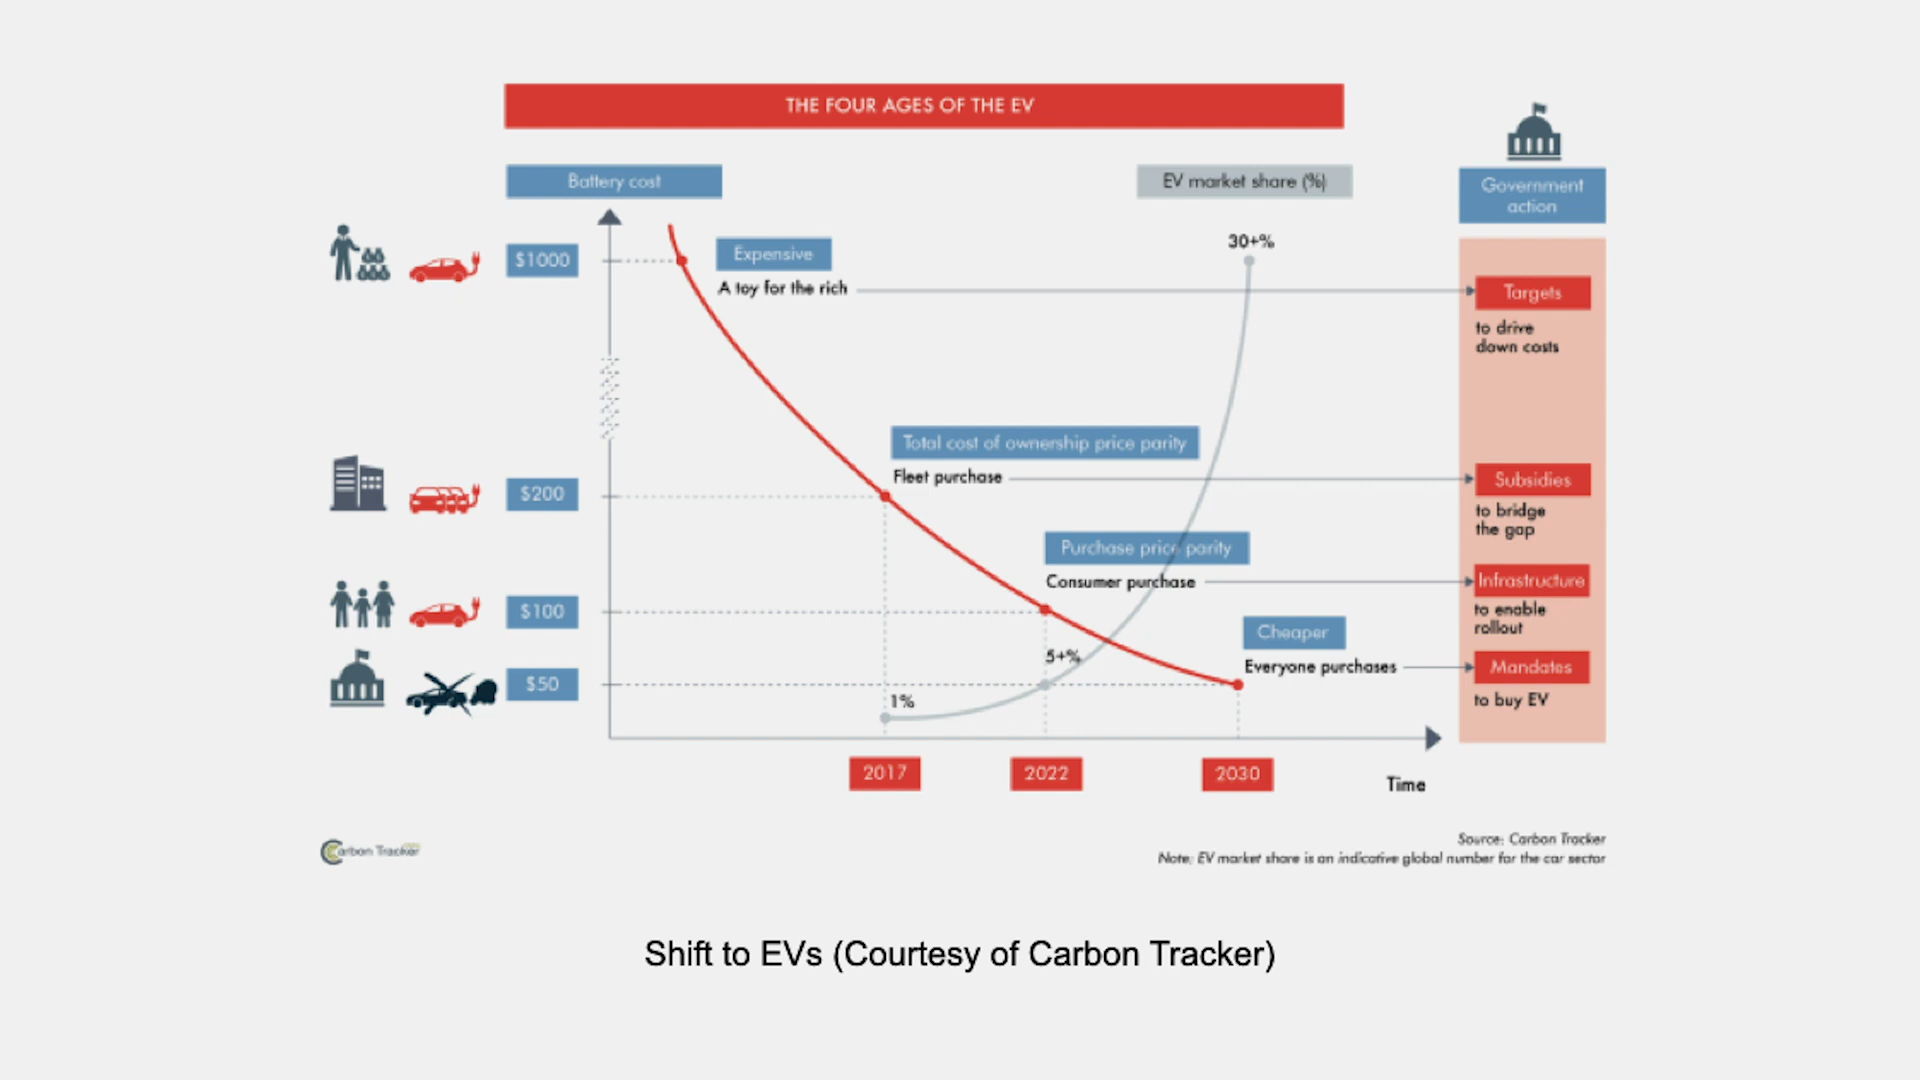 THE FOUR AGES OF THE EV
Battery cost
EV market share (%)
Government
action
$1000
Expensive
A toy for the rich
30+%
Targets
to drive
down costs
$200
Total cost of ownership price parity
Fleet purchase
Subsidies
to bridge
the gap
Purchase price parity
Consumer purchase
Infrastructure
to enable
rollout
$100
Cheaper
Everyone purchases
Mandates
to buy EV
$50
5+%
1%
2017
2022
2030
Time
Carbon Tracker
Source: Carbon Tracker
Note: EV market share is an indicative global number for the car sector
Shift to EVs (Courtesy of Carbon Tracker)